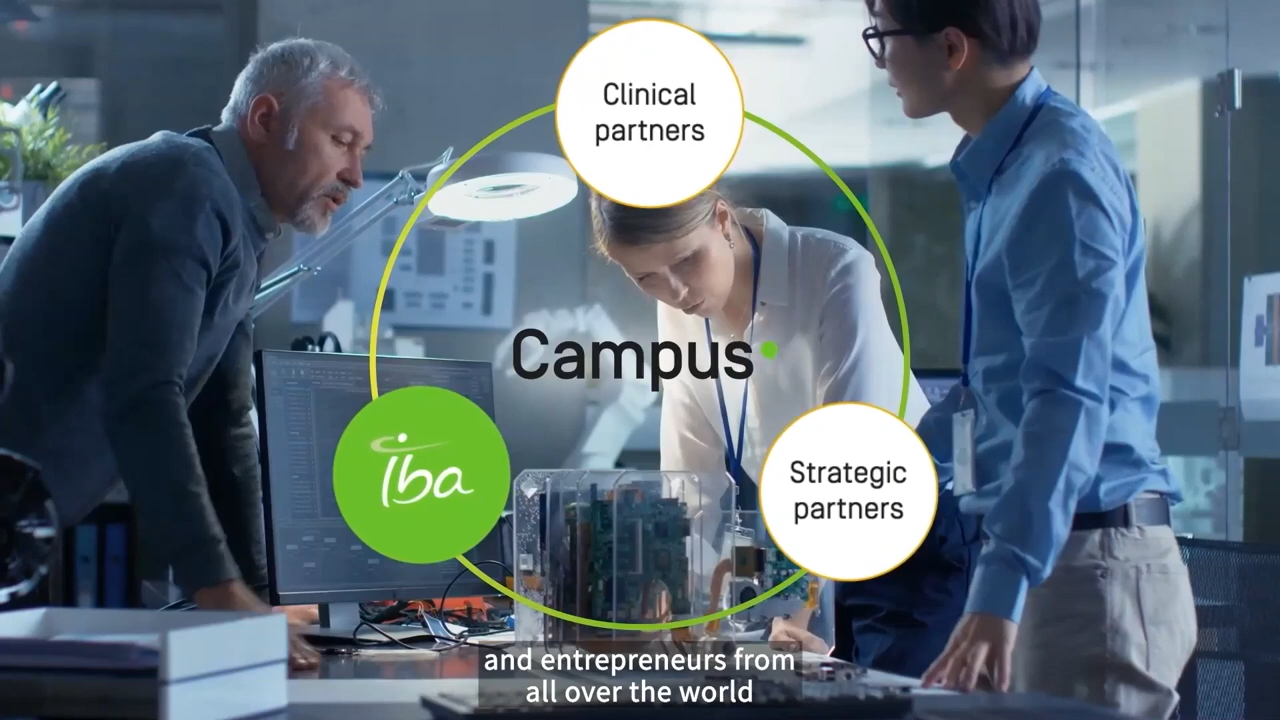 Clinical
partners
Campus
iba
Strategic
partners
and entrepreneurs from
all over the world